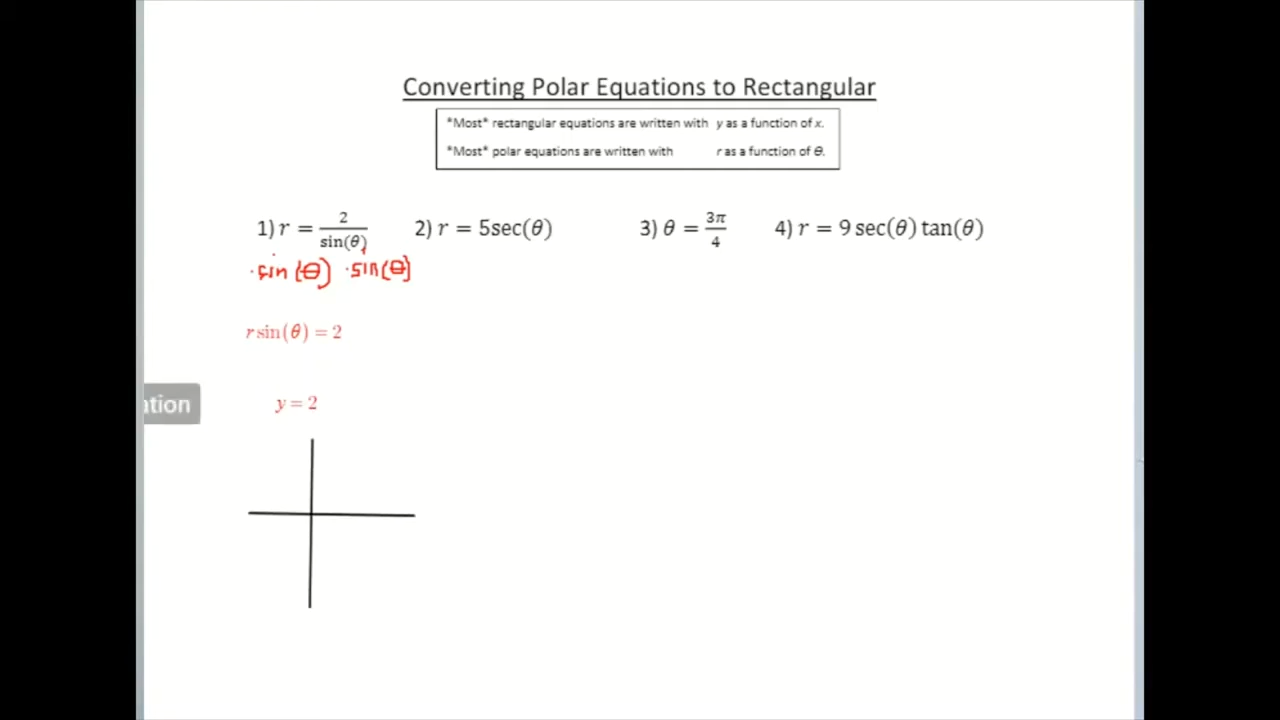 Converting Polar Equations to Rectangular
*Most* rectangular equations are written with y as a function of x.
*Most* polar equations are written with r as a function of θ.
1) r = 2/sin(θ) 2) r = 5sec(θ) 3) θ = 3π/4 4) r = 9 sec(θ) tan(θ)
·sin(θ) ·sin(θ)
r sin(θ) = 2
ntion
y = 2